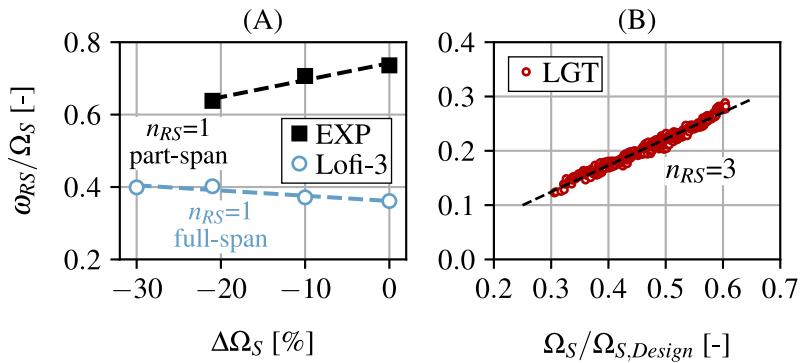 (A)
ω_RS/Ω_S [-]
0.8
0.6
0.4
0.2
n_RS=1
part-span
EXP
Lofi-3
n_RS=1
full-span
−30
−20
−10
0
ΔΩ_S [%]
(B)
0.4
0.3
0.2
0.1
0.0
LGT
n_RS=3
0.2
0.3
0.4
0.5
0.6
0.7
Ω_S/Ω_S,Design [-]